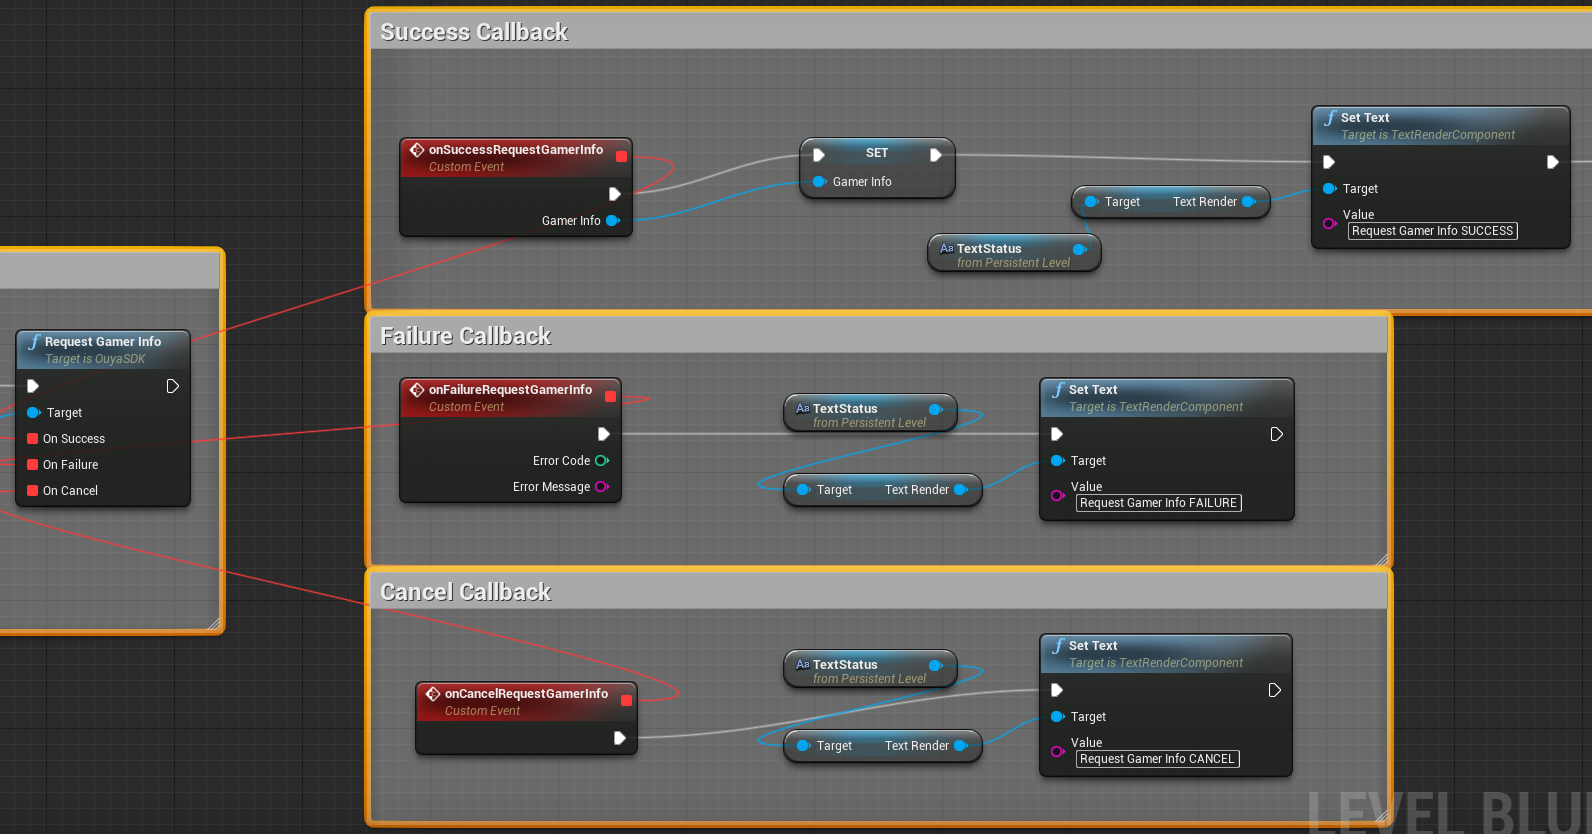 Success Callback
onSuccessRequestGamerInfo
Custom Event
Gamer Info
SET
Gamer Info
Target Text Render
TextStatus
from Persistent Level
Set Text
Target is TextRenderComponent
Target
Value
Request Gamer Info SUCCESS
Request Gamer Info
Target is OuyaSDK
Target
On Success
On Failure
On Cancel
Failure Callback
onFailureRequestGamerInfo
Custom Event
Error Code
Error Message
TextStatus
from Persistent Level
Target Text Render
Set Text
Target is TextRenderComponent
Target
Value
Request Gamer Info FAILURE
Cancel Callback
onCancelRequestGamerInfo
Custom Event
TextStatus
from Persistent Level
Target Text Render
Set Text
Target is TextRenderComponent
Target
Value
Request Gamer Info CANCEL
LEVEL BLU